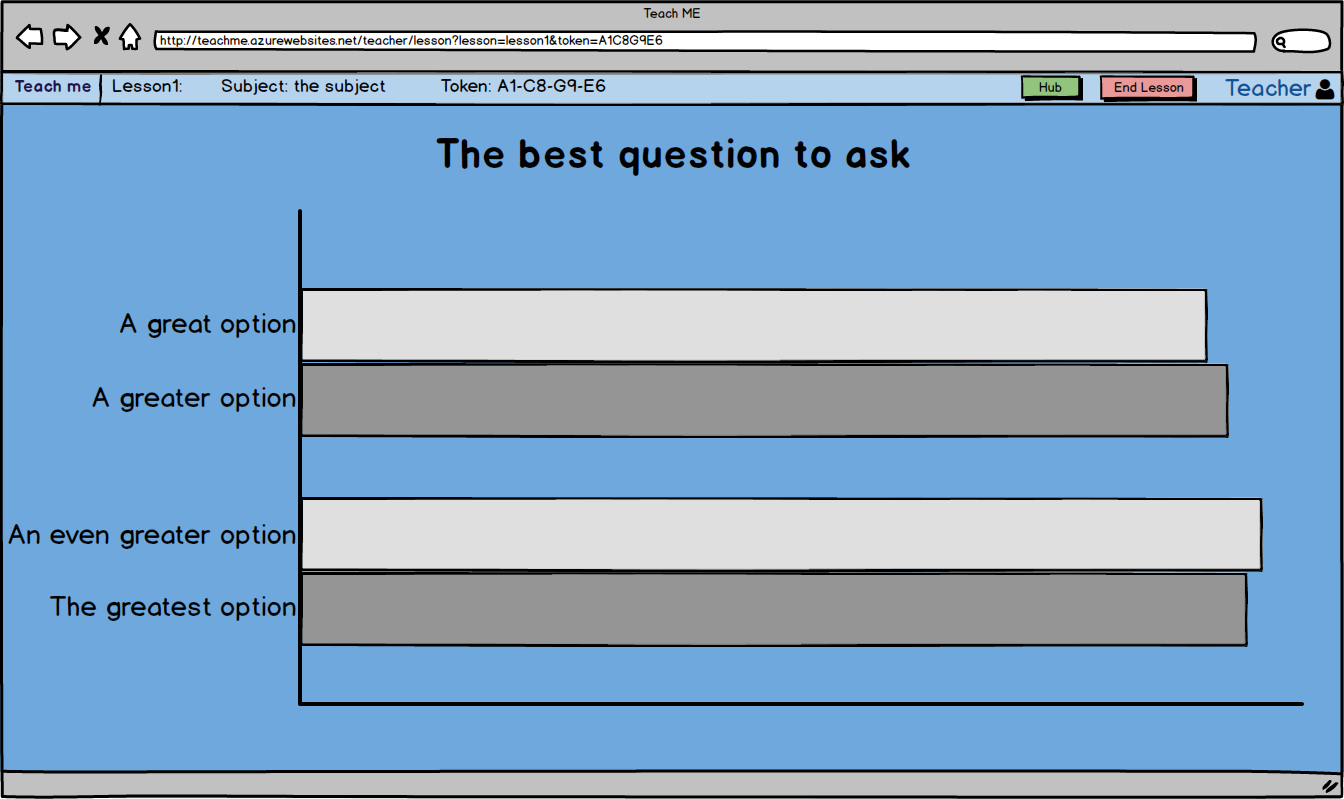 Teach ME
http://teachme.azurewebsites.net/teacher/lesson?lesson=lesson1&token=A1C8G9E6
Teach me Lesson1: Subject: the subject Token: A1-C8-G9-E6 Hub End Lesson Teacher
The best question to ask
A great option
A greater option
An even greater option
The greatest option